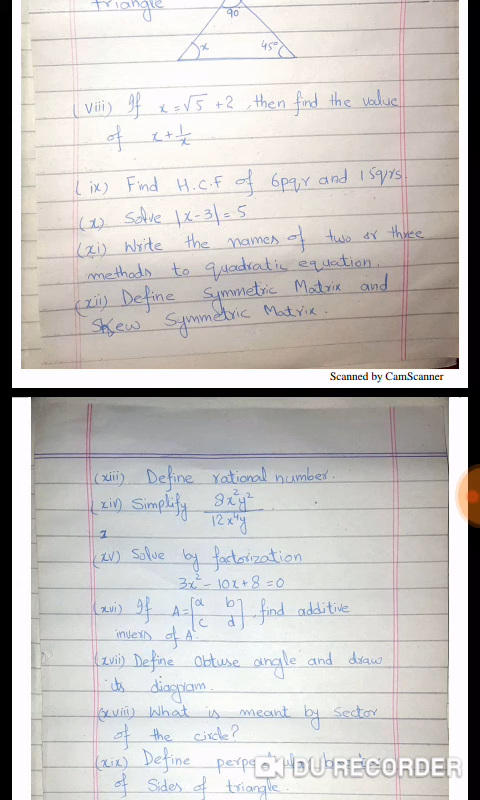 triangle
90°
x
45°
(viii) If x = √5 + 2, then find the value
of x + 1/x
(ix) Find H.C.F of 6pqr and 15qrs.
(x) Solve |x-3| = 5
(xi) Write the names of two or three
methods to quadratic equation.
(xii) Define Symmetric Matrix and
Skew Symmetric Matrix.
Scanned by CamScanner
(xiii) Define rational number.
(xiv) Simplify 8x²y²/12x⁴y
(xv) Solve by factorization
3x² - 10x + 8 = 0
(xvi) If A = [a b
c d], find additive
invers of A.
(xvii) Define Obtuse angle and draw
its diagram.
(xviii) What is meant by Sector
of the circle?
(xix) Define
of Sides of triangle.
DU RECORDER